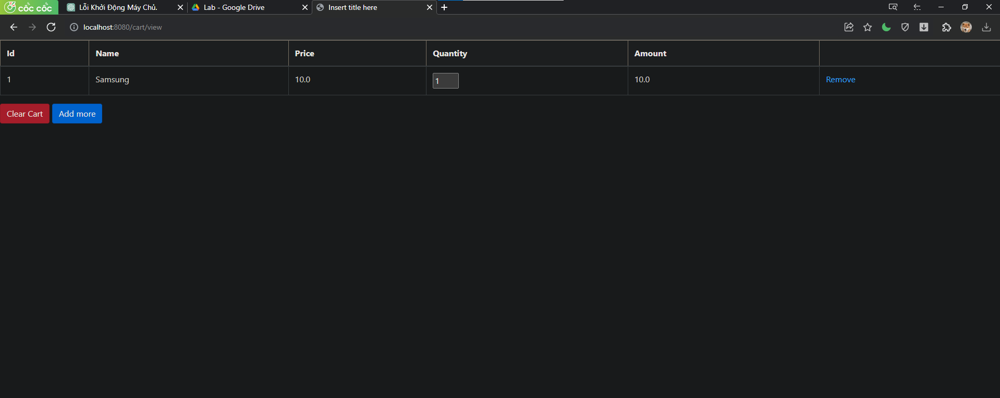 cốc cốc Lỗi Khởi Động Máy Chủ. Lab - Google Drive Insert title here
localhost:8080/cart/view
Id Name Price Quantity Amount
1 Samsung 10.0 1 10.0 Remove
Clear Cart Add more